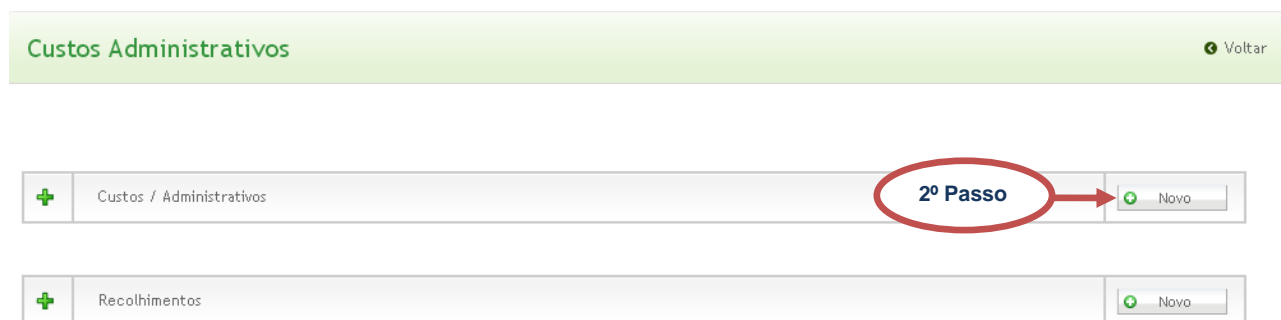 Custos Administrativos
Voltar
Custos / Administrativos
2º Passo
Novo
Recolhimentos
Novo